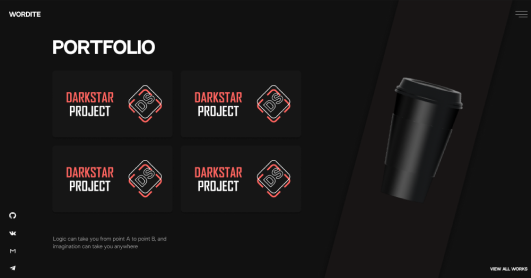 WORDITE
PORTFOLIO
DARKSTAR
PROJECT
DS
DARKSTAR
PROJECT
DS
DARKSTAR
PROJECT
DS
DARKSTAR
PROJECT
DS
Logic can take you from point A to point B, and
Imagination can take you anywhere
VIEW ALL WORKS